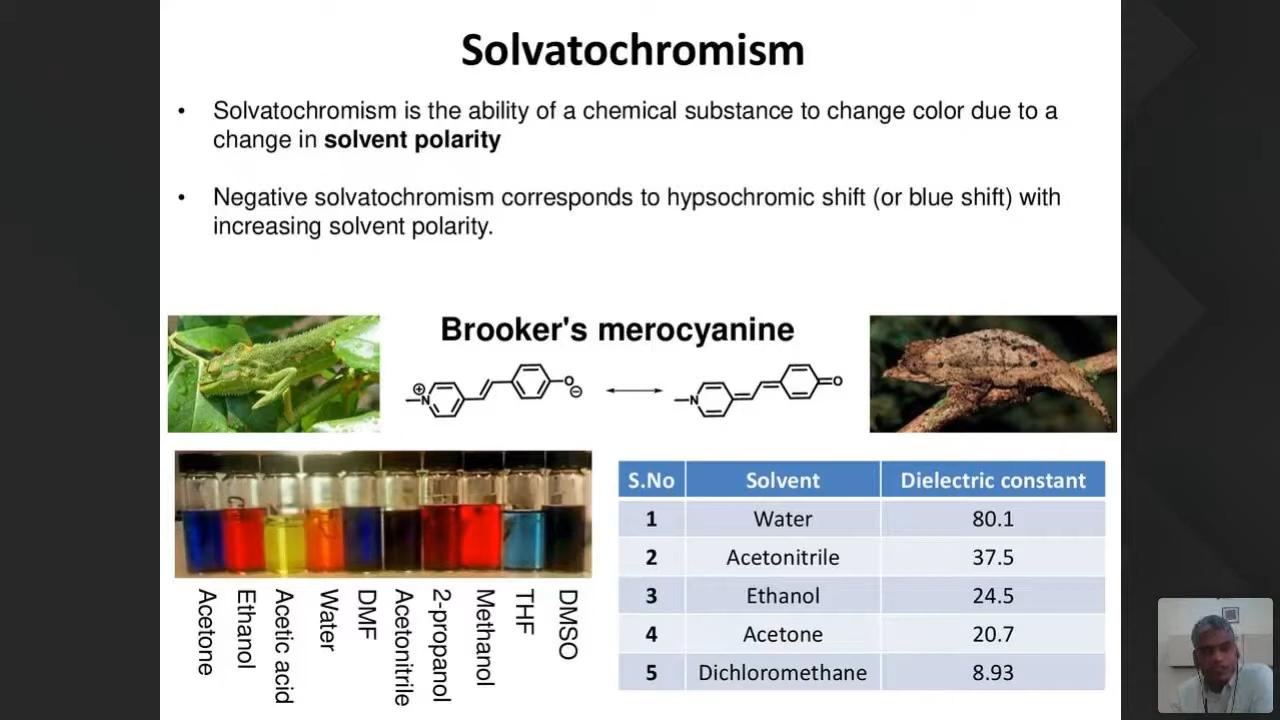 Solvatochromism
• Solvatochromism is the ability of a chemical substance to change color due to a
change in solvent polarity
• Negative solvatochromism corresponds to hypsochromic shift (or blue shift) with
increasing solvent polarity.
Brooker's merocyanine
⊕
N
O
⊖
N
O
Acetone
Ethanol
Acetic acid
Water
DMF
Acetonitrile
2-propanol
Methanol
THF
DMSO
S.No Solvent Dielectric constant
1 Water 80.1
2 Acetonitrile 37.5
3 Ethanol 24.5
4 Acetone 20.7
5 Dichloromethane 8.93